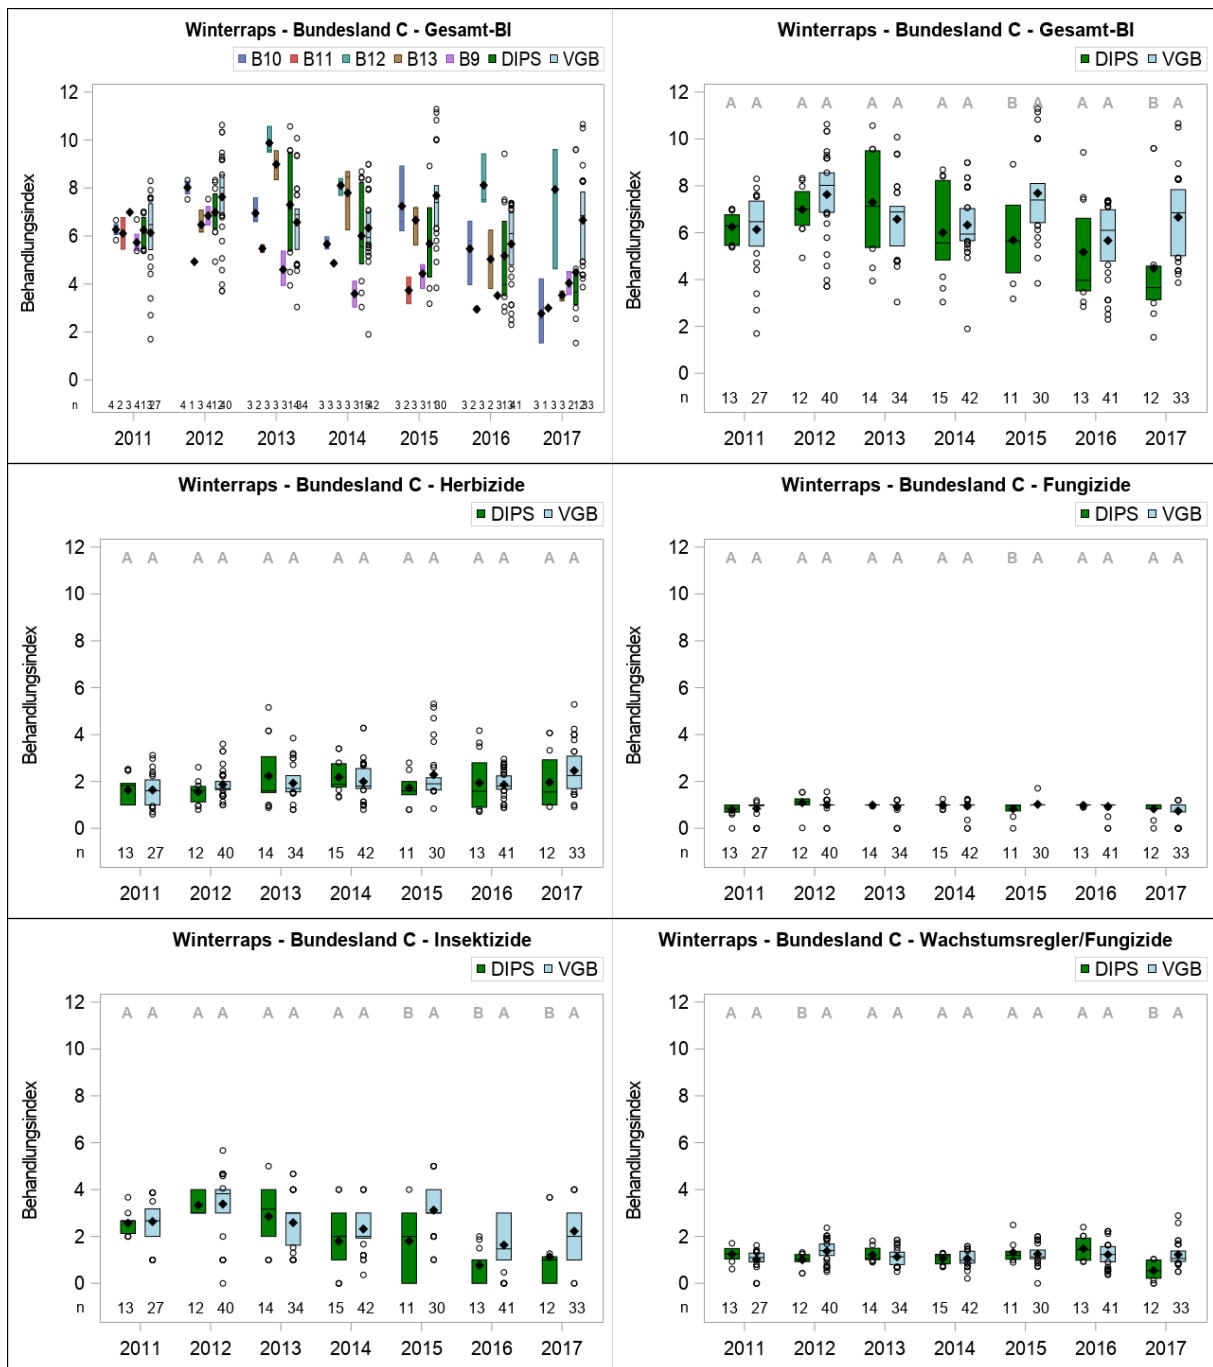 Winterraps - Bundesland C - Gesamt-BI
B10 B11 B12 B13 B9 DIPS VGB
Behandlungsindex
12
10
8
6
4
2
0
n
2011 2012 2013 2014 2015 2016 2017
Winterraps - Bundesland C - Gesamt-BI
DIPS VGB
Behandlungsindex
12
10
8
6
4
2
0
A A A A A A A A B A A A B A
n 13 27 12 40 14 34 15 42 11 30 13 41 12 33
2011 2012 2013 2014 2015 2016 2017
Winterraps - Bundesland C - Herbizide
DIPS VGB
Behandlungsindex
12
10
8
6
4
2
0
A A A A A A A A A A A A A A
n 13 27 12 40 14 34 15 42 11 30 13 41 12 33
2011 2012 2013 2014 2015 2016 2017
Winterraps - Bundesland C - Fungizide
DIPS VGB
Behandlungsindex
12
10
8
6
4
2
0
A A A A A A A A B A A A A A
n 13 27 12 40 14 34 15 42 11 30 13 41 12 33
2011 2012 2013 2014 2015 2016 2017
Winterraps - Bundesland C - Insektizide
DIPS VGB
Behandlungsindex
12
10
8
6
4
2
0
A A A A A A A A B A B A B A
n 13 27 12 40 14 34 15 42 11 30 13 41 12 33
2011 2012 2013 2014 2015 2016 2017
Winterraps - Bundesland C - Wachstumsregler/Fungizide
DIPS VGB
Behandlungsindex
12
10
8
6
4
2
0
A A B A A A A A A A A A B A
n 13 27 12 40 14 34 15 42 11 30 13 41 12 33
2011 2012 2013 2014 2015 2016 2017